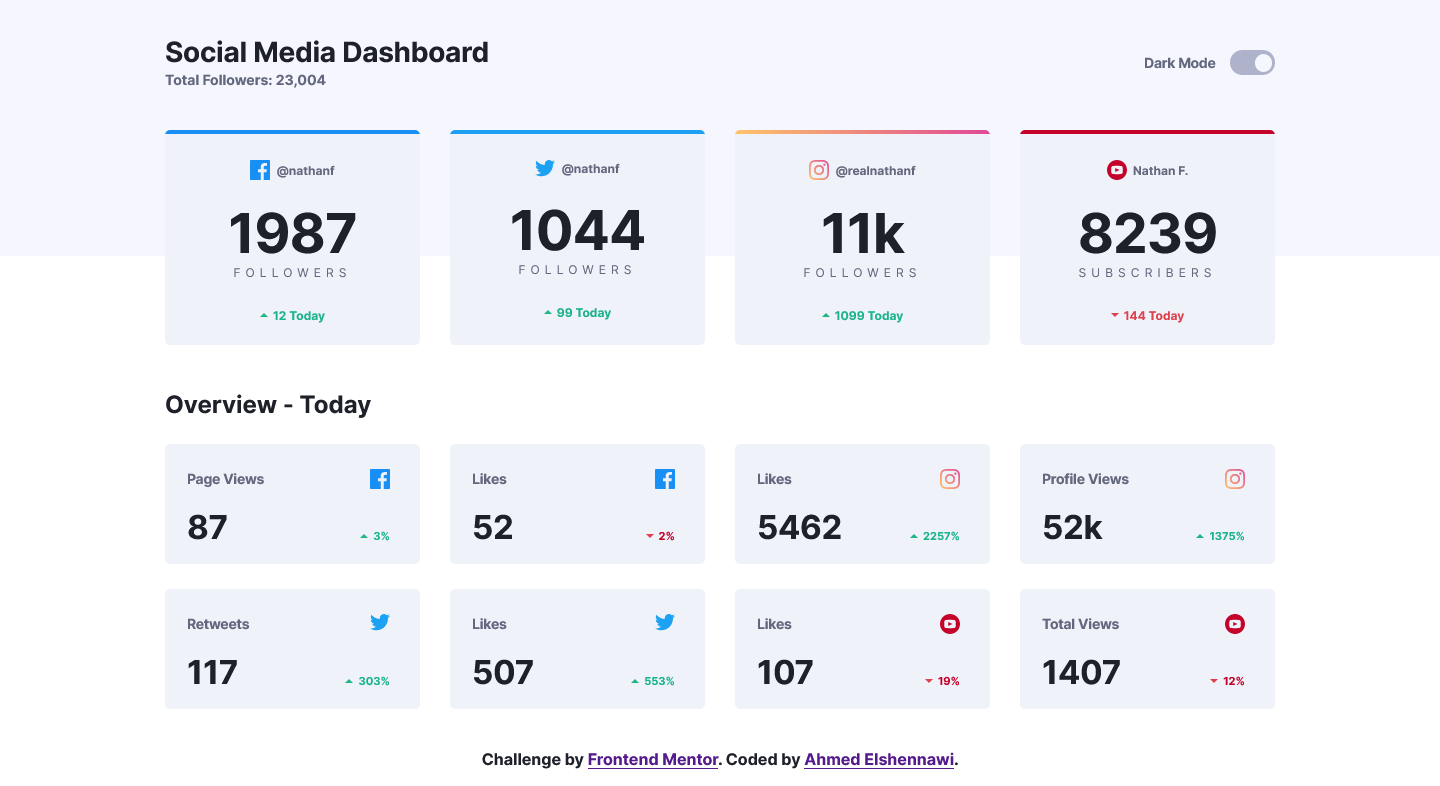 Social Media Dashboard
Total Followers: 23,004
Dark Mode
@nathanf
1987
FOLLOWERS
12 Today
@nathanf
1044
FOLLOWERS
99 Today
@realnathanf
11k
FOLLOWERS
1099 Today
Nathan F.
8239
SUBSCRIBERS
144 Today
Overview - Today
Page Views
87
3%
Likes
52
2%
Likes
5462
2257%
Profile Views
52k
1375%
Retweets
117
303%
Likes
507
553%
Likes
107
19%
Total Views
1407
12%
Challenge by Frontend Mentor. Coded by Ahmed Elshennawi.